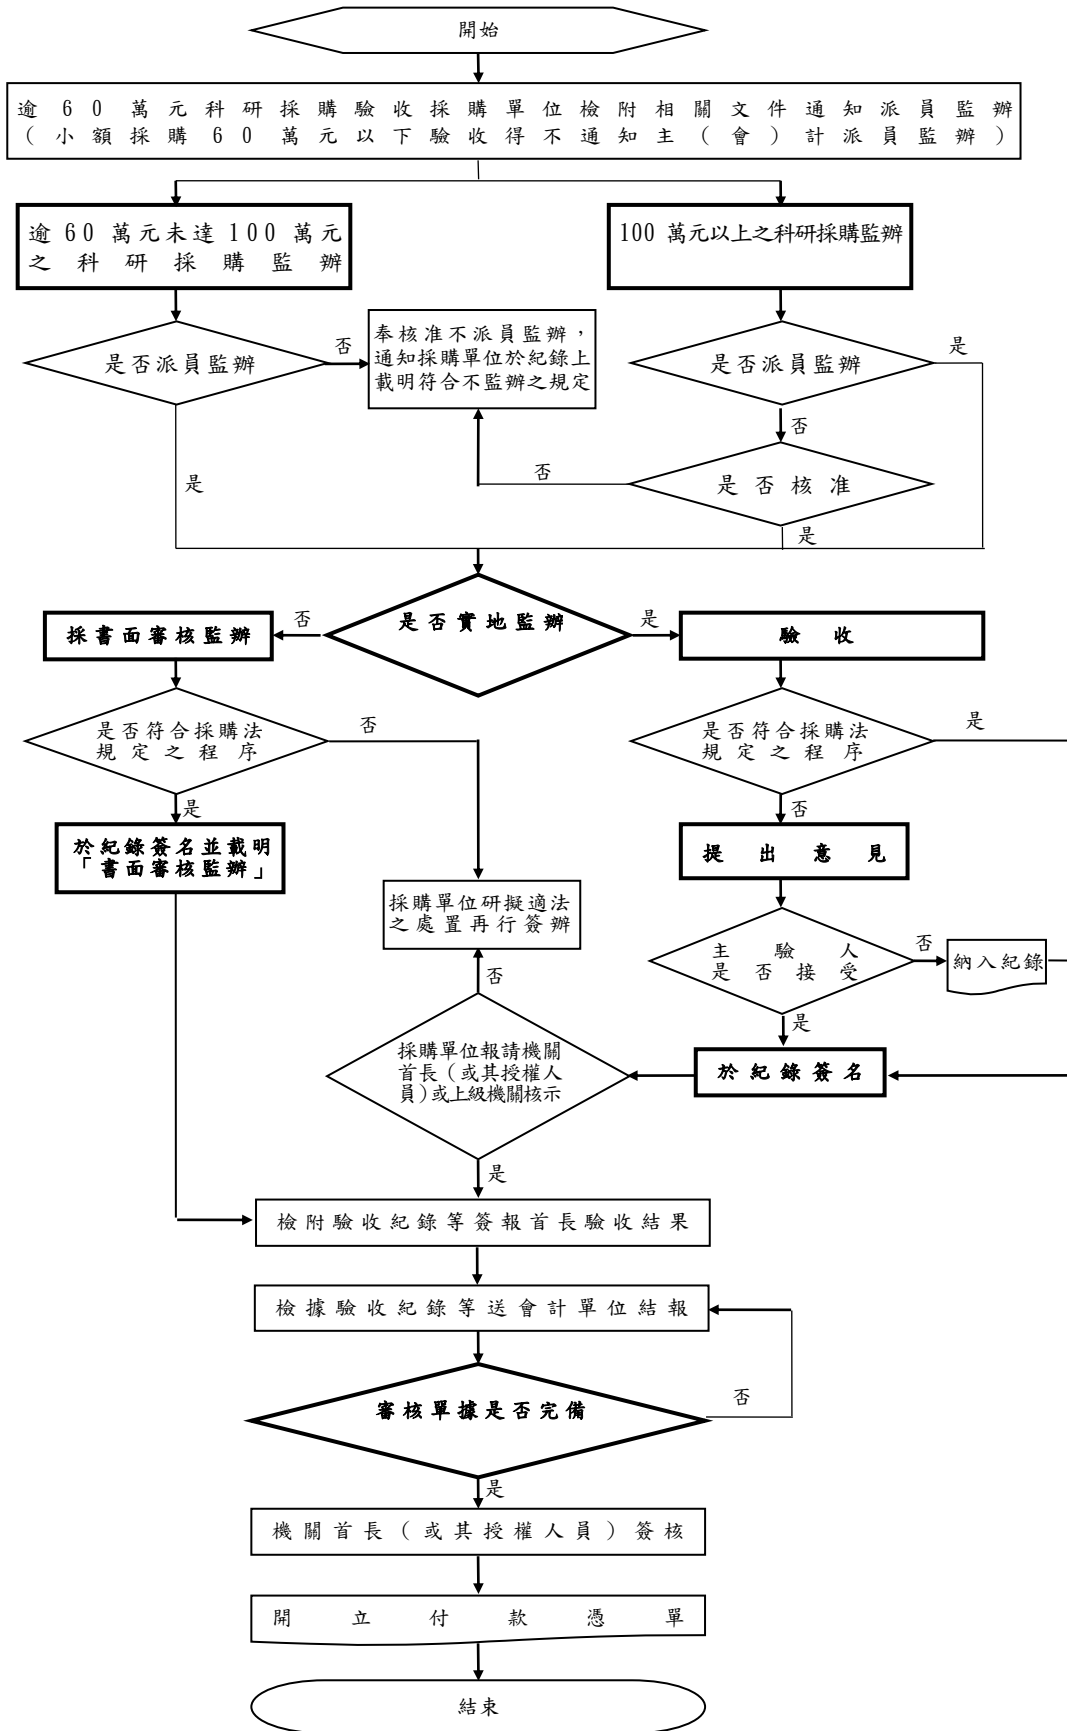 開始
逾60萬元科研採購驗收採購單位檢附相關文件通知派員監辦
(小額採購60萬元以下驗收得不通知主(會)計派員監辦)
逾60萬元未達100萬元
之科研採購監辦
100 萬元以上之科研採購監辦
是否派員監辦
否
奉核准不派員監辦，
通知採購單位於紀錄上
載明符合不監辦之規定
是否派員監辦
是
否
是
否
是否核准
是
是否實地監辦
否
是
採書面審核監辦
驗收
是否符合採購法
規定之程序
否
是否符合採購法
規定之程序
是
是
否
於紀錄簽名並載明
「書面審核監辦」
提出意見
採購單位研擬適法
之處置再行簽辦
主驗人
是否接受
否
納入紀錄
否
是
採購單位報請機關
首長(或其授權人
員)或上級機關核示
於紀錄簽名
是
檢附驗收紀錄等簽報首長驗收結果
檢據驗收紀錄等送會計單位結報
審核單據是否完備
否
是
機關首長(或其授權人員)簽核
開立付款憑單
結束